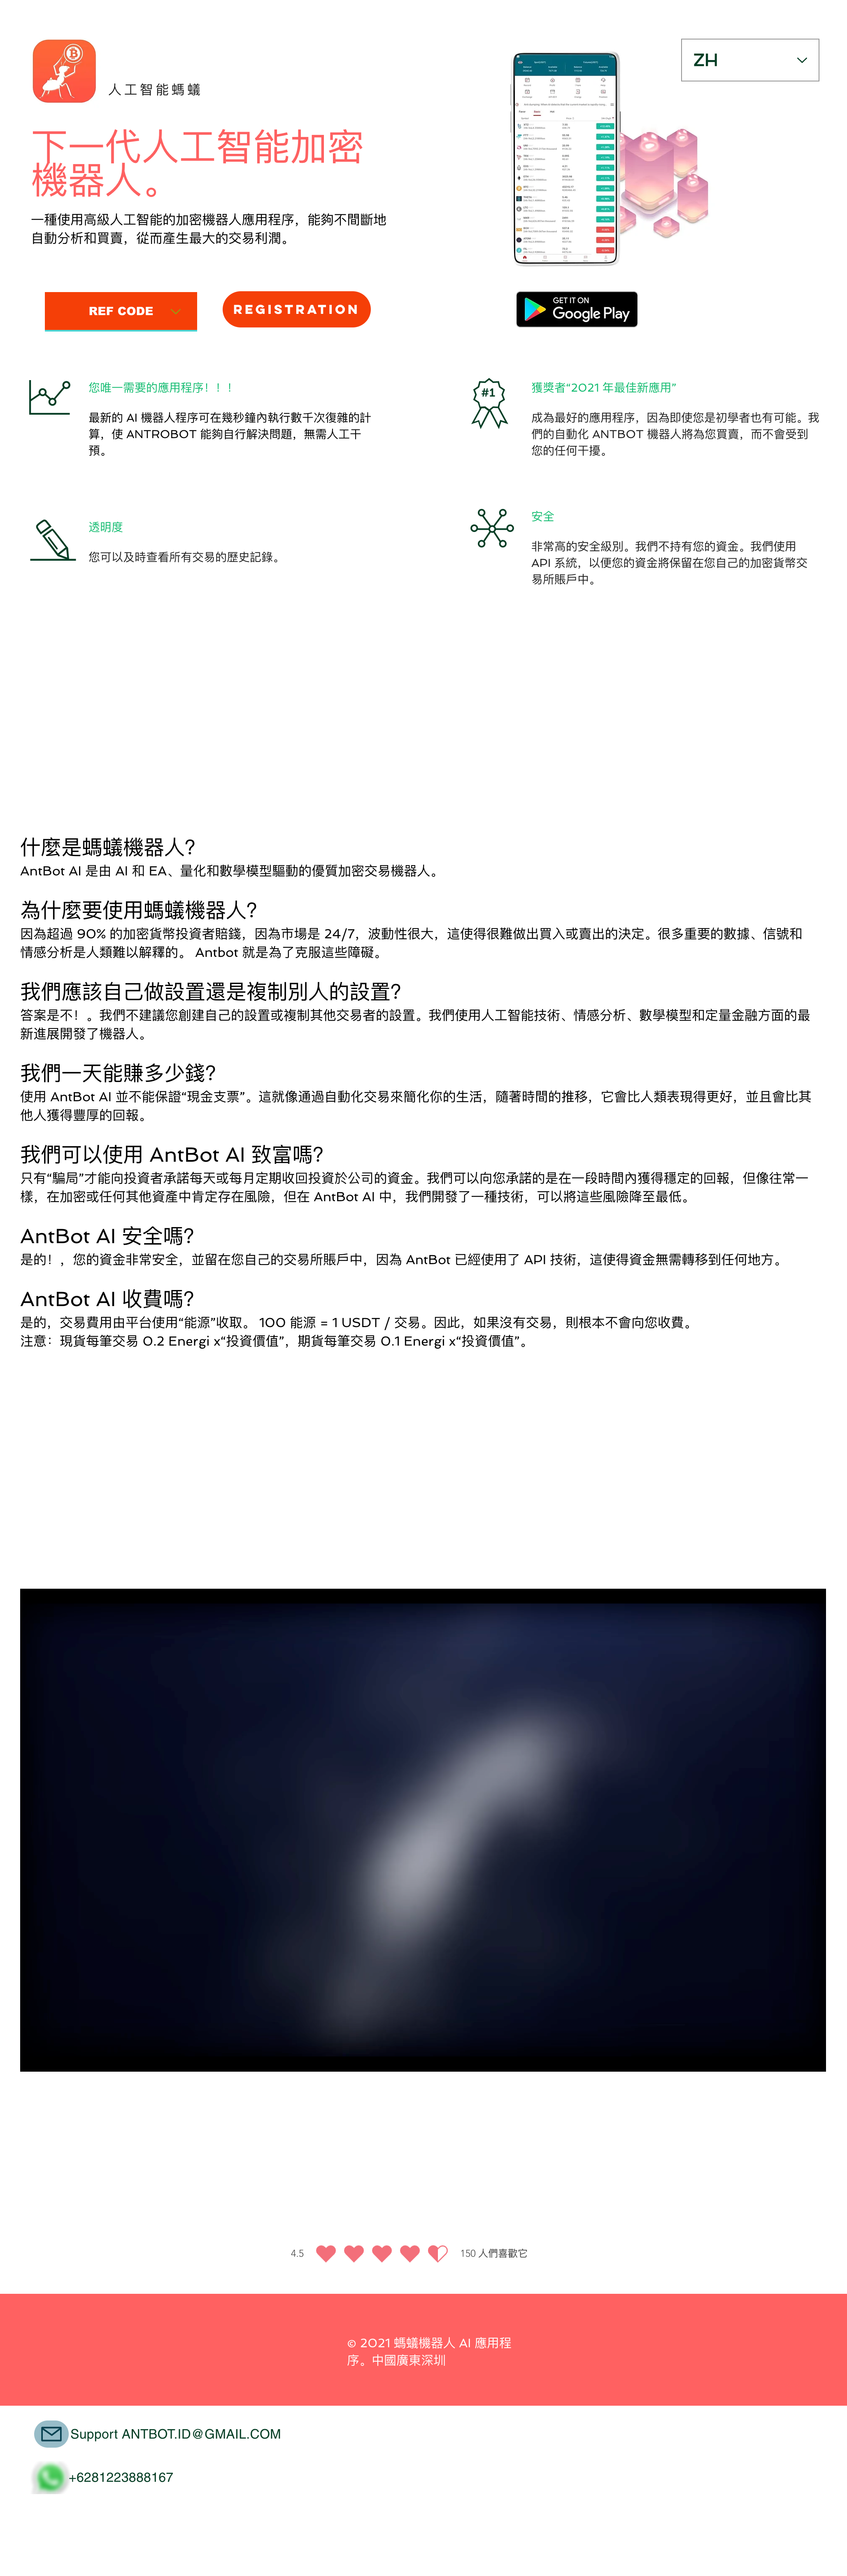 人工智能螞蟻
ZH
下一代人工智能加密
機器人。
一種使用高級人工智能的加密機器人應用程序，能夠不間斷地
自動分析和買賣，從而產生最大的交易利潤。
REF CODE
REGISTRATION
GET IT ON
Google Play
您唯一需要的應用程序！！！
最新的 AI 機器人程序可在幾秒鐘內執行數千次復雜的計
算，使 ANTROBOT 能夠自行解決問題，無需人工干
預。
#1
獲獎者“2021 年最佳新應用”
成為最好的應用程序，因為即使您是初學者也有可能。我
們的自動化 ANTBOT 機器人將為您買賣，而不會受到
您的任何干擾。
透明度
您可以及時查看所有交易的歷史記錄。
安全
非常高的安全級別。我們不持有您的資金。我們使用
API 系統，以便您的資金將保留在您自己的加密貨幣交
易所賬戶中。
什麼是螞蟻機器人？
AntBot AI 是由 AI 和 EA、量化和數學模型驅動的優質加密交易機器人。
為什麼要使用螞蟻機器人？
因為超過 90% 的加密貨幣投資者賠錢，因為市場是 24/7，波動性很大，這使得很難做出買入或賣出的決定。很多重要的數據、信號和
情感分析是人類難以解釋的。 Antbot 就是為了克服這些障礙。
我們應該自己做設置還是複制別人的設置？
答案是不！。我們不建議您創建自己的設置或複制其他交易者的設置。我們使用人工智能技術、情感分析、數學模型和定量金融方面的最
新進展開發了機器人。
我們一天能賺多少錢？
使用 AntBot AI 並不能保證“現金支票”。這就像通過自動化交易來簡化你的生活，隨著時間的推移，它會比人類表現得更好，並且會比其
他人獲得豐厚的回報。
我們可以使用 AntBot AI 致富嗎？
只有“騙局”才能向投資者承諾每天或每月定期收回投資於公司的資金。我們可以向您承諾的是在一段時間內獲得穩定的回報，但像往常一
樣，在加密或任何其他資產中肯定存在風險，但在 AntBot AI 中，我們開發了一種技術，可以將這些風險降至最低。
AntBot AI 安全嗎？
是的！，您的資金非常安全，並留在您自己的交易所賬戶中，因為 AntBot 已經使用了 API 技術，這使得資金無需轉移到任何地方。
AntBot AI 收費嗎？
是的，交易費用由平台使用“能源”收取。 100 能源 = 1 USDT / 交易。因此，如果沒有交易，則根本不會向您收費。
注意：現貨每筆交易 0.2 Energi x“投資價值”，期貨每筆交易 0.1 Energi x“投資價值”。
4.5
150 人們喜歡它
© 2021 螞蟻機器人 AI 應用程
序。中國廣東深圳
Support ANTBOT.ID@GMAIL.COM
+6281223888167